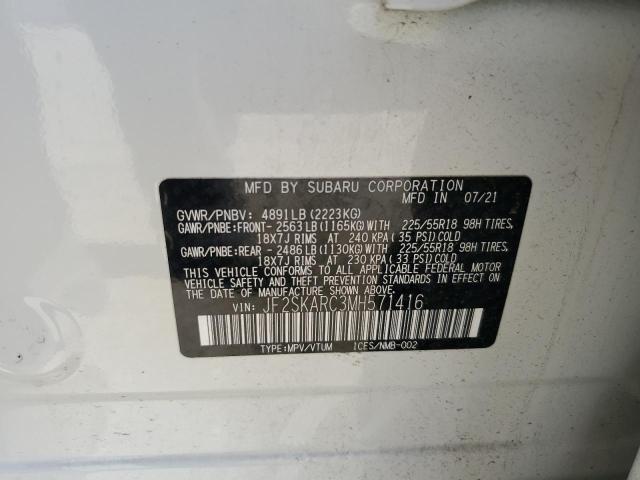 MFD BY SUBARU CORPORATION
MFD IN 07/21
GVWR/PNBV: 4891LB(2223KG)
GAWR/PNBE:FRONT- 2563LB(1165KG)WITH 225/55R18 98H TIRES,
18X7J RIMS AT 240 KPA( 35 PSI)COLD
GAWR/PNBE:REAR - 2486LB(1130KG)WITH 225/55R18 98H TIRES,
18X7J RIMS AT 230 KPA( 33 PSI)COLD
THIS VEHICLE CONFORMS TO ALL APPLICABLE FEDERAL MOTOR
VEHICLE SAFETY AND THEFT PREVENTION STANDARDS IN EFFECT
ON THE DATE OF MANUFACTURE SHOWN ABOVE.
VIN: JF2SKARC3MH571416
TYPE:MPV/VTUM ICES/NMB-002